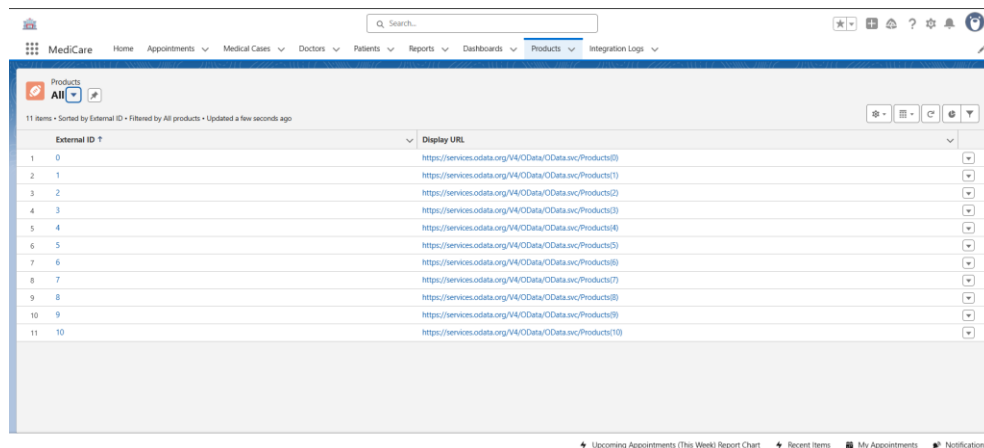 Search...
MediCare Home Appointments Medical Cases Doctors Patients Reports Dashboards Products Integration Logs
Products
All
11 items • Sorted by External ID • Filtered by All products • Updated a few seconds ago
External ID ↑ Display URL
1 0 https://services.odata.org/V4/OData/OData.svc/Products(0)
2 1 https://services.odata.org/V4/OData/OData.svc/Products(1)
3 2 https://services.odata.org/V4/OData/OData.svc/Products(2)
4 3 https://services.odata.org/V4/OData/OData.svc/Products(3)
5 4 https://services.odata.org/V4/OData/OData.svc/Products(4)
6 5 https://services.odata.org/V4/OData/OData.svc/Products(5)
7 6 https://services.odata.org/V4/OData/OData.svc/Products(6)
8 7 https://services.odata.org/V4/OData/OData.svc/Products(7)
9 8 https://services.odata.org/V4/OData/OData.svc/Products(8)
10 9 https://services.odata.org/V4/OData/OData.svc/Products(9)
11 10 https://services.odata.org/V4/OData/OData.svc/Products(10)
Upcoming Appointments (This Week) Report Chart Recent Items My Appointments Notification